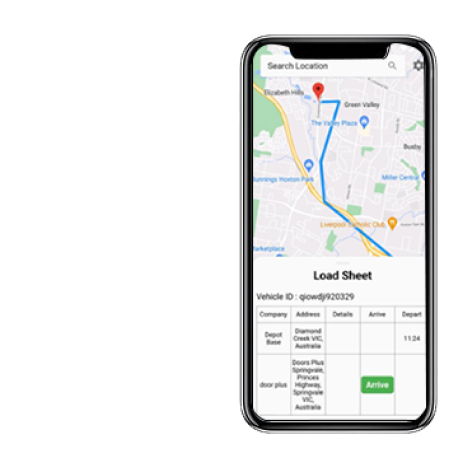 Search Location
Elizabeth Hills
Green Valley
The Valley Plaza
Busby
Bunnings Hoxton Park
Miller Central
Liverpool Catholic Club
Marketplace
Load Sheet
Vehicle ID : qiowdji920329
Company Address Details Arrive Depart
Depot
Base
Diamond
Creek VIC,
Australia
11:24
door plus
Doors Plus
Springvale,
Princes
Highway,
Springvale
VIC,
Australia
Arrive